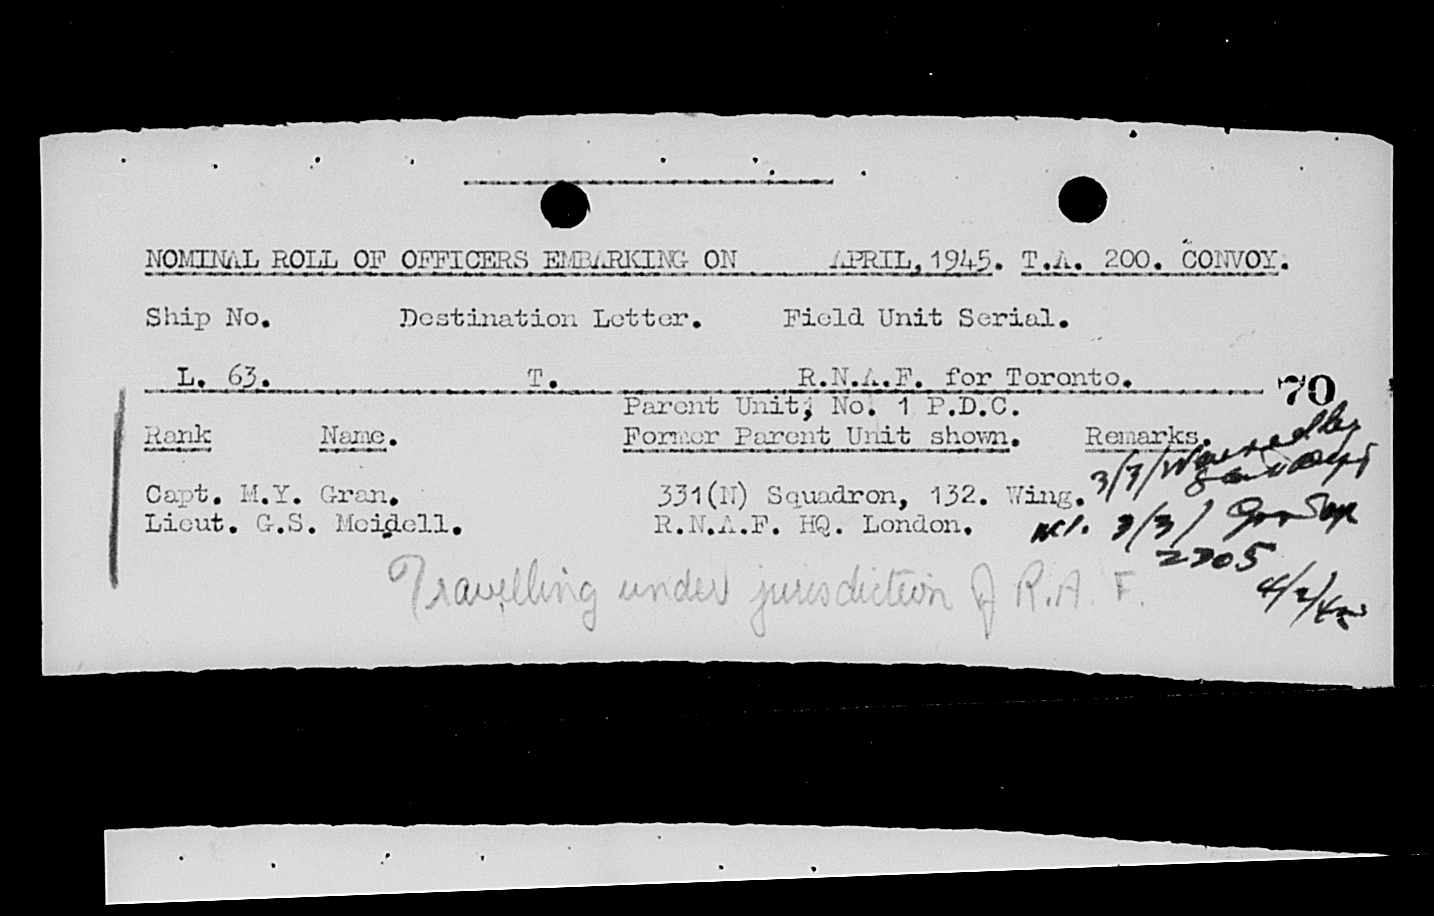 NOMINAL ROLL OF OFFICERS EMBARKING ON APRIL, 1945. T.A. 200. CONVOY.
Ship No. Destination Letter. Field Unit Serial.
L. 63. T. R.N.A.F. for Toronto.
70
Parent Unit; No. 1 P.D.C.
Rank Name. Former Parent Unit shown. Remarks.
Capt. M.Y. Gran. 331(N) Squadron, 132. Wing.
Lieut. G.S. Meidell. R.N.A.F. HQ. London.
3/3/
2305
Travelling under jurisdiction of R.A.F.